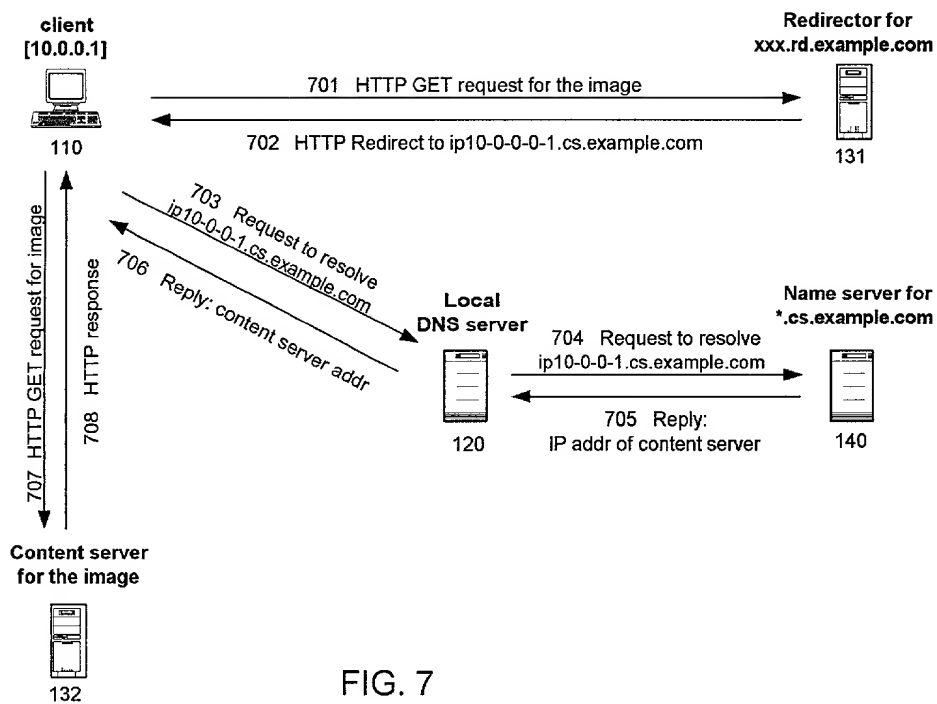 client
[10.0.0.1]
110
Redirector for
xxx.rd.example.com
131
701 HTTP GET request for the image
702 HTTP Redirect to ip10-0-0-0-1.cs.example.com
703 Request to resolve
ip10-0-0-1.cs.example.com
706 Reply: content server addr
707 HTTP GET request for image
708 HTTP response
Local
DNS server
120
Name server for
*.cs.example.com
140
704 Request to resolve
ip10-0-0-1.cs.example.com
705 Reply:
IP addr of content server
Content server
for the image
132
FIG. 7